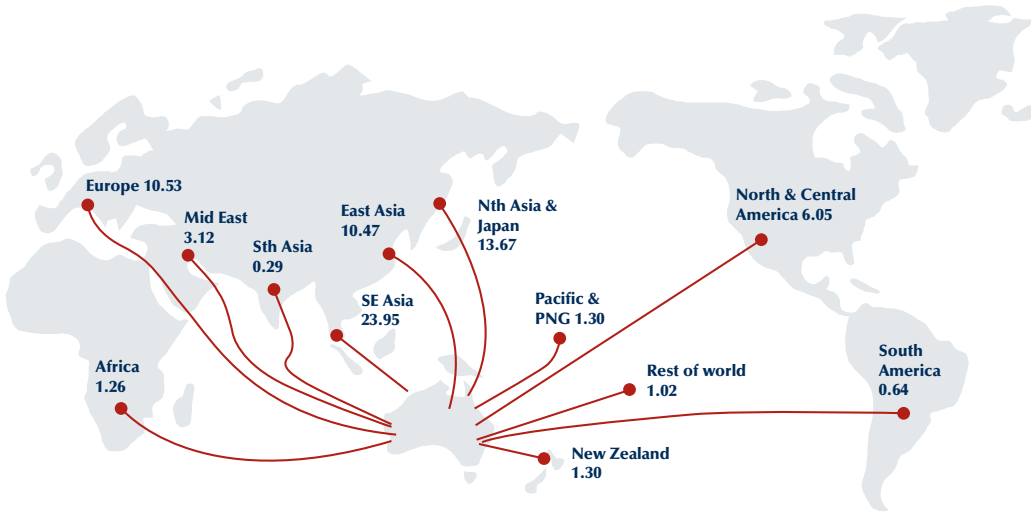 Europe 10.53
Mid East
3.12
Sth Asia
0.29
East Asia
10.47
Nth Asia &
Japan
13.67
SE Asia
23.95
Pacific &
PNG 1.30
North & Central
America 6.05
Africa
1.26
Rest of world
1.02
South
America
0.64
New Zealand
1.30